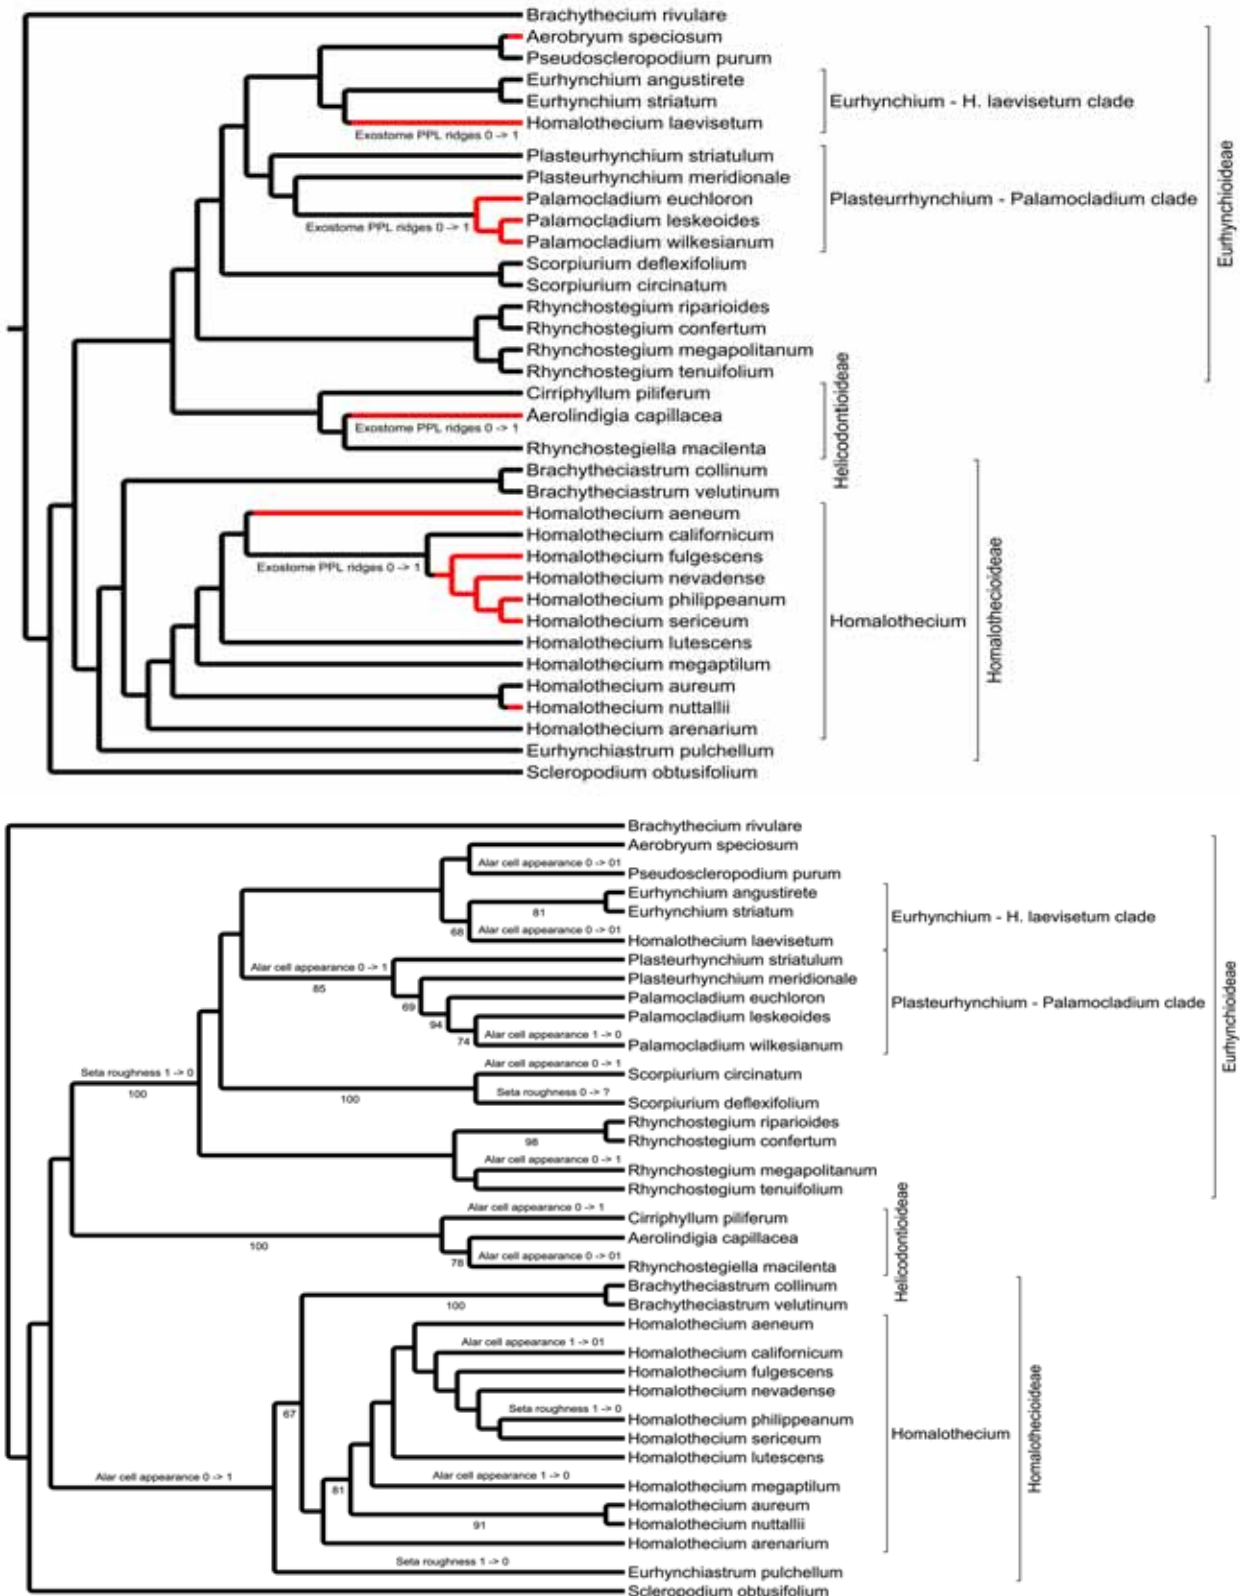 Brachythecium rivulare
Aerobryum speciosum
Pseudoscleropodium purum
Eurhynchium angustirete
Eurhynchium striatum
Homalothecium laevisetum
Exostome PPL ridges 0 -> 1
Eurhynchium - H. laevisetum clade
Plasteurhynchium striatulum
Plasteurhynchium meridionale
Palamocladium euchloron
Palamocladium leskeoides
Exostome PPL ridges 0 -> 1
Palamocladium wilkesianum
Plasteurrhynchium - Palamocladium clade
Scorpiurium deflexifolium
Scorpiurium circinatum
Rhynchostegium riparioides
Rhynchostegium confertum
Rhynchostegium megapolitanum
Rhynchostegium tenuifolium
Eurhynchioideae
Cirriphyllum piliferum
Aerolindigia capillacea
Exostome PPL ridges 0 -> 1
Rhynchostegiella macilenta
Helicodontioideae
Brachytheciastrum collinum
Brachytheciastrum velutinum
Homalothecium aeneum
Homalothecium californicum
Homalothecium fulgescens
Exostome PPL ridges 0 -> 1
Homalothecium nevadense
Homalothecium philippeanum
Homalothecium sericeum
Homalothecium lutescens
Homalothecium megaptilum
Homalothecium aureum
Homalothecium nuttallii
Homalothecium arenarium
Homalothecium
Eurhynchiastrum pulchellum
Homalothecioideae
Scleropodium obtusifolium
Brachythecium rivulare
Aerobryum speciosum
Alar cell appearance 0 -> 01
Pseudoscleropodium purum
Eurhynchium angustirete
81
Eurhynchium striatum
68
Alar cell appearance 0 -> 01
Homalothecium laevisetum
Eurhynchium - H. laevisetum clade
Alar cell appearance 0 -> 1
85
Plasteurhynchium striatulum
Plasteurhynchium meridionale
69
Palamocladium euchloron
94
Palamocladium leskeoides
74
Alar cell appearance 1 -> 0
Palamocladium wilkesianum
Plasteurhynchium - Palamocladium clade
Seta roughness 1 -> 0
100
Alar cell appearance 0 -> 1
Scorpiurium circinatum
100
Seta roughness 0 -> ?
Scorpiurium deflexifolium
Rhynchostegium riparioides
98
Rhynchostegium confertum
Alar cell appearance 0 -> 1
Rhynchostegium megapolitanum
Rhynchostegium tenuifolium
Eurhynchioideae
Alar cell appearance 0 -> 1
Cirriphyllum piliferum
100
Aerolindigia capillacea
78
Alar cell appearance 0 -> 01
Rhynchostegiella macilenta
Helicodontioideae
Brachytheciastrum collinum
100
Brachytheciastrum velutinum
Homalothecium aeneum
Alar cell appearance 1 -> 01
Homalothecium californicum
Homalothecium fulgescens
Homalothecium nevadense
67
Seta roughness 1 -> 0
Homalothecium philippeanum
Homalothecium sericeum
Homalothecium lutescens
Alar cell appearance 0 -> 1
Alar cell appearance 1 -> 0
Homalothecium megaptilum
81
Homalothecium aureum
91
Homalothecium nuttallii
Homalothecium arenarium
Homalothecium
Seta roughness 1 -> 0
Eurhynchiastrum pulchellum
Homalothecioideae
Scleropodium obtusifolium